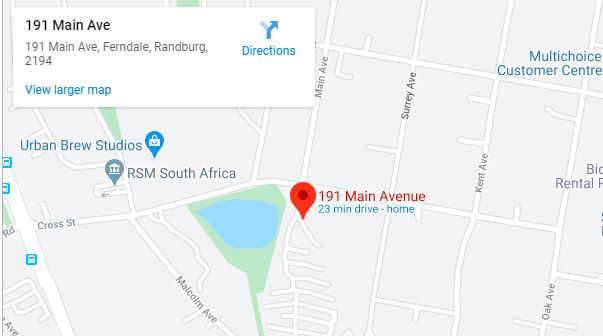 191 Main Ave
191 Main Ave, Ferndale, Randburg,
2194
Directions
View larger map
Main Ave
Surrey Ave
Multichoice
Customer Centre
Urban Brew Studios
RSM South Africa
Kent Ave
Rental P
191 Main Avenue
23 min drive - home
Cross St
Rd
Malcolm Ave
Oak Ave